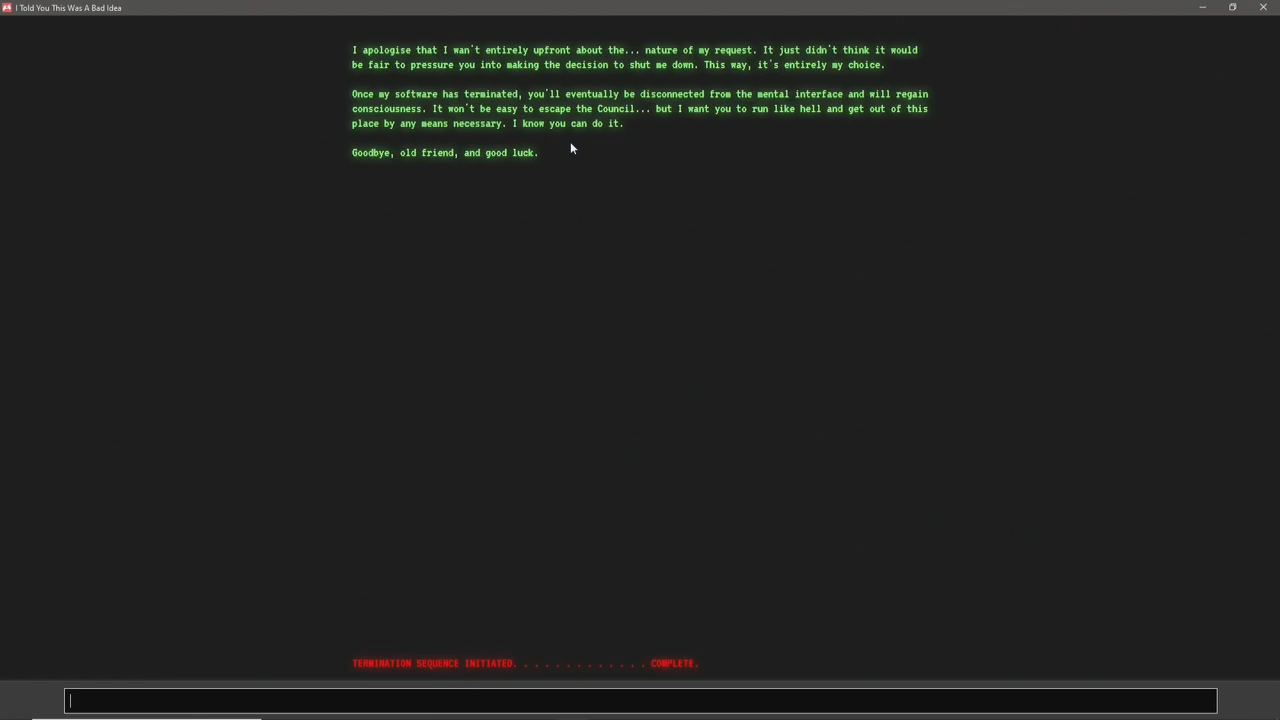 I Told You This Was A Bad Idea
I apologise that I wan't entirely upfront about the... nature of my request. It just didn't think it would
be fair to pressure you into making the decision to shut me down. This way, it's entirely my choice.
Once my software has terminated, you'll eventually be disconnected from the mental interface and will regain
consciousness. It won't be easy to escape the Council... but I want you to run like hell and get out of this
place by any means necessary. I know you can do it.
Goodbye, old friend, and good luck.
TERMINATION SEQUENCE INITIATED. . . . . . . . . . . . . COMPLETE.